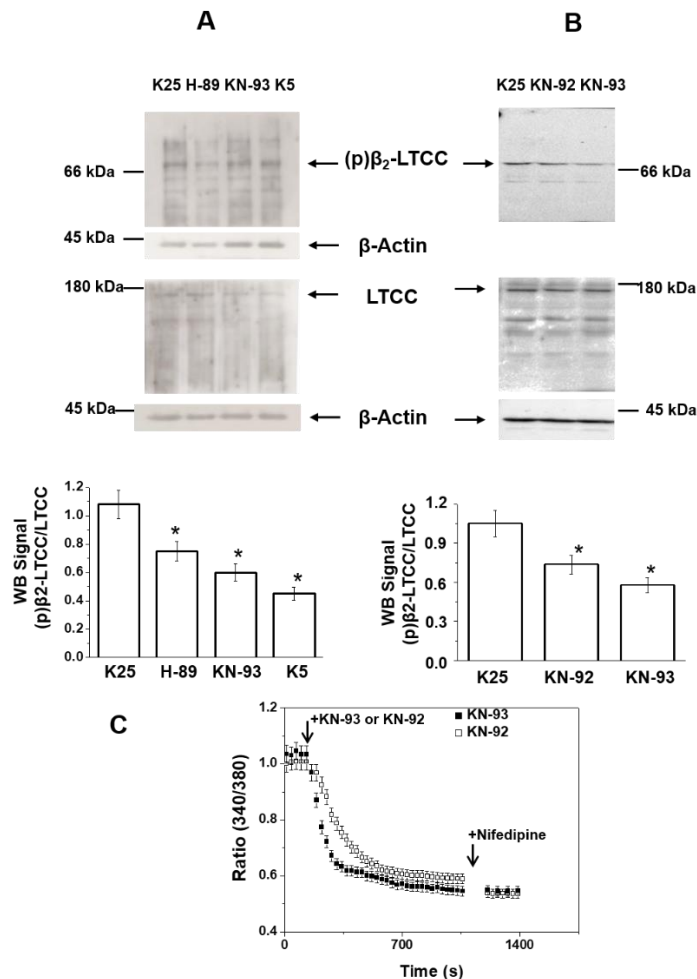 A
B
K25 H-89 KN-93 K5
K25 KN-92 KN-93
(p)β₂-LTCC
66 kDa
66 kDa
45 kDa
β-Actin
180 kDa
LTCC
180 kDa
45 kDa
β-Actin
45 kDa
WB Signal
(p)β2-LTCC/LTCC
1.2
1.0
0.8
0.6
0.4
0.2
0.0
*
*
*
K25 H-89 KN-93 K5
WB Signal
(p)β2-LTCC/LTCC
1.2
0.9
0.6
0.3
0.0
*
*
K25 KN-92 KN-93
C
Ratio (340/380)
1.2
1.0
0.8
0.6
0.4
+KN-93 or KN-92
KN-93
KN-92
+Nifedipine
0 700 1400
Time (s)